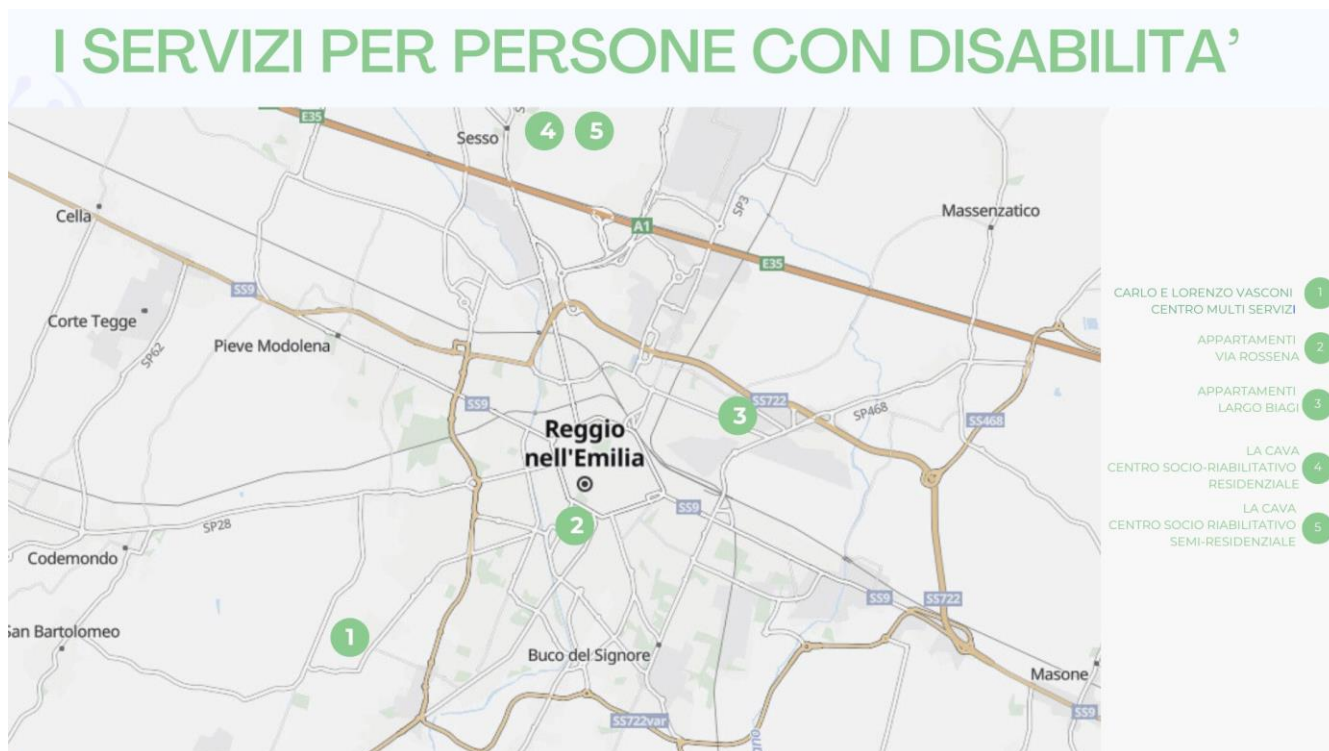 I SERVIZI PER PERSONE CON DISABILITA’
E35
Sesso
4
5
Cella
SP3
Massenzatico
A1
E35
SS9
Corte Tegge
SP62
Pieve Modolena
SS9
3
SS722
SP468
SS468
Reggio
nell'Emilia
SS9
2
SP28
Codemondo
SS9
SS722
San Bartolomeo
1
Buco del Signore
Masone
SS722var
SS9
CARLO E LORENZO VASCONI
CENTRO MULTI SERVIZI
1
APPARTAMENTI
VIA ROSSENA
2
APPARTAMENTI
LARGO BIAGI
3
LA CAVA
CENTRO SOCIO-RIABILITATIVO
RESIDENZIALE
4
LA CAVA
CENTRO SOCIO RIABILITATIVO
SEMI-RESIDENZIALE
5